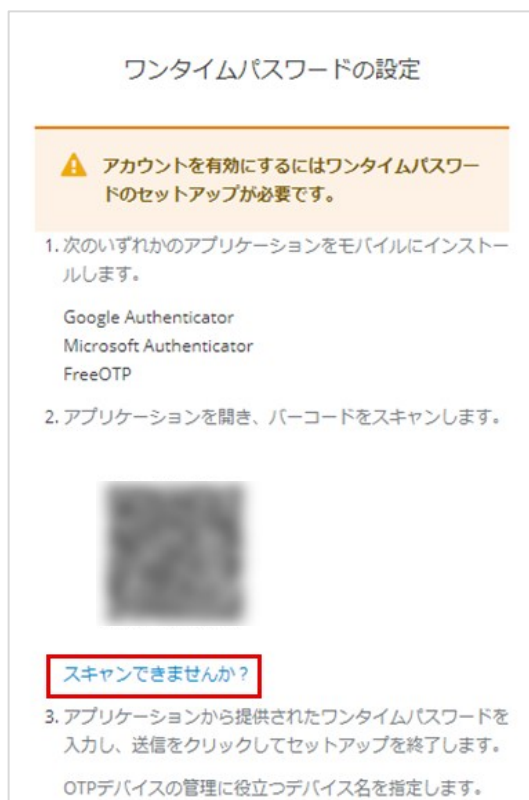 ワンタイムパスワードの設定
アカウントを有効にするにはワンタイムパスワー
ドのセットアップが必要です。
1. 次のいずれかのアプリケーションをモバイルにインストー
ルします。
Google Authenticator
Microsoft Authenticator
FreeOTP
2. アプリケーションを開き、バーコードをスキャンします。
スキャンできませんか？
3. アプリケーションから提供されたワンタイムパスワードを
入力し、送信をクリックしてセットアップを終了します。
OTPデバイスの管理に役立つデバイス名を指定します。